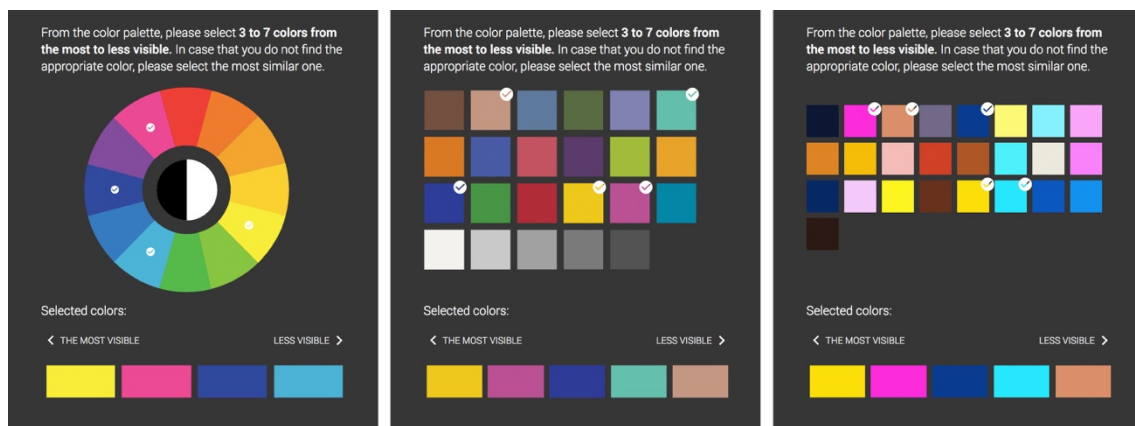 From the color palette, please select 3 to 7 colors from
the most to less visible. In case that you do not find the
appropriate color, please select the most similar one.
Selected colors:
THE MOST VISIBLE
LESS VISIBLE
From the color palette, please select 3 to 7 colors from
the most to less visible. In case that you do not find the
appropriate color, please select the most similar one.
Selected colors:
THE MOST VISIBLE
LESS VISIBLE
From the color palette, please select 3 to 7 colors from
the most to less visible. In case that you do not find the
appropriate color, please select the most similar one.
Selected colors:
THE MOST VISIBLE
LESS VISIBLE